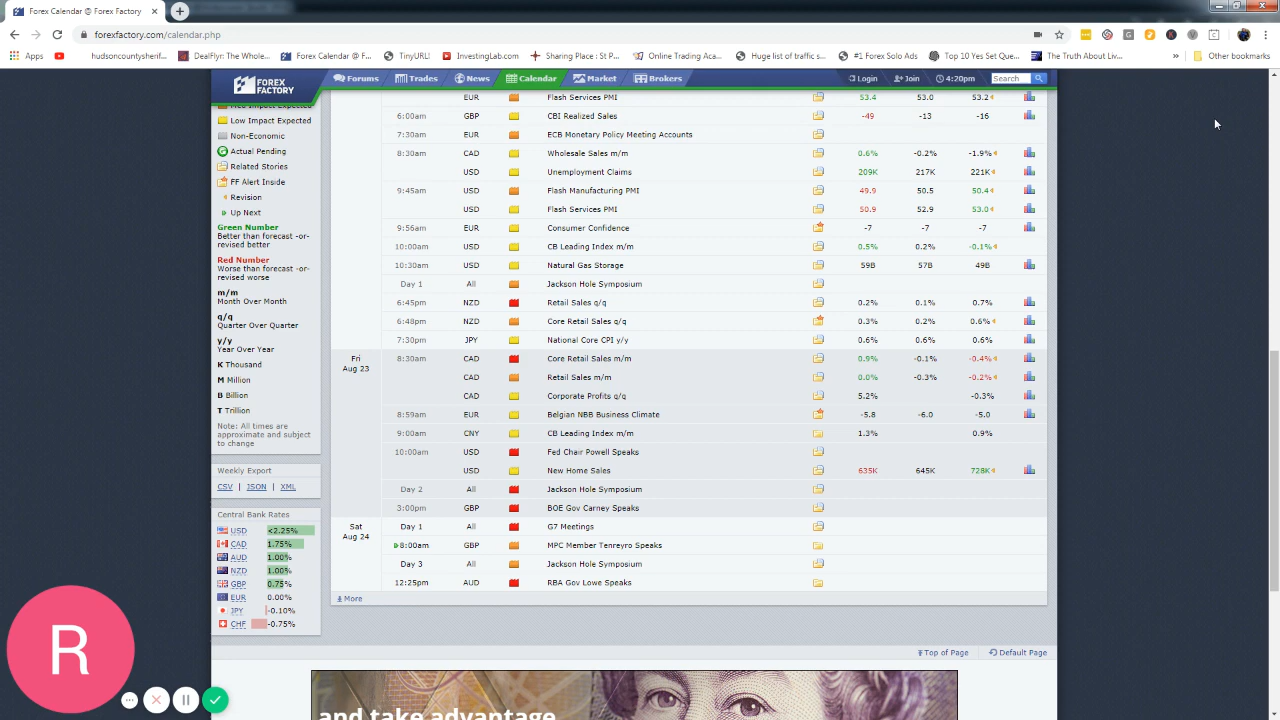 Forex Calendar @ Forex Factory
forexfactory.com/calendar.php
Apps hudsoncountysherif... DealFlyr: The Whole... Forex Calendar @ F... TinyURL! InvestingLab.com Sharing Place : St P... Online Trading Aca... Huge list of traffic s... #1 Forex Solo Ads Top 10 Yes Set Que... The Truth About Liv... » Other bookmarks
FOREX FACTORY Forums Trades News Calendar Market Brokers Login Join 4:20pm Search
Low Impact Expected
Non-Economic
Actual Pending
Related Stories
FF Alert Inside
Revision
Up Next
Green Number
Better than forecast -or-
revised better
Red Number
Worse than forecast -or-
revised worse
m/m
Month Over Month
q/q
Quarter Over Quarter
y/y
Year Over Year
K Thousand
M Million
B Billion
T Trillion
Note: All times are
approximate and subject
to change
Weekly Export
CSV | JSON | XML
Central Bank Rates
USD <2.25%
CAD 1.75%
AUD 1.00%
NZD 1.00%
GBP 0.75%
EUR 0.00%
JPY -0.10%
CHF -0.75%
EUR Flash Services PMI 53.4 53.0 53.2
6:00am GBP CBI Realized Sales -49 -13 -16
7:30am EUR ECB Monetary Policy Meeting Accounts
8:30am CAD Wholesale Sales m/m 0.6% -0.2% -1.9%
USD Unemployment Claims 209K 217K 221K
9:45am USD Flash Manufacturing PMI 49.9 50.5 50.4
USD Flash Services PMI 50.9 52.9 53.0
9:56am EUR Consumer Confidence -7 -7 -7
10:00am USD CB Leading Index m/m 0.5% 0.2% -0.1%
10:30am USD Natural Gas Storage 59B 57B 49B
Day 1 All Jackson Hole Symposium
6:45pm NZD Retail Sales q/q 0.2% 0.1% 0.7%
6:48pm NZD Core Retail Sales q/q 0.3% 0.2% 0.6%
7:30pm JPY National Core CPI y/y 0.6% 0.6% 0.6%
Fri Aug 23 8:30am CAD Core Retail Sales m/m 0.9% -0.1% -0.4%
CAD Retail Sales m/m 0.0% -0.3% -0.2%
CAD Corporate Profits q/q 5.2% -0.3%
8:59am EUR Belgian NBB Business Climate -5.8 -6.0 -5.0
9:00am CNY CB Leading Index m/m 1.3% 0.9%
10:00am USD Fed Chair Powell Speaks
USD New Home Sales 635K 645K 728K
Day 2 All Jackson Hole Symposium
3:00pm GBP BOE Gov Carney Speaks
Sat Aug 24 Day 1 All G7 Meetings
8:00am GBP MPC Member Tenreyro Speaks
Day 3 All Jackson Hole Symposium
12:25pm AUD RBA Gov Lowe Speaks
More
Top of Page Default Page
R
and take advantage